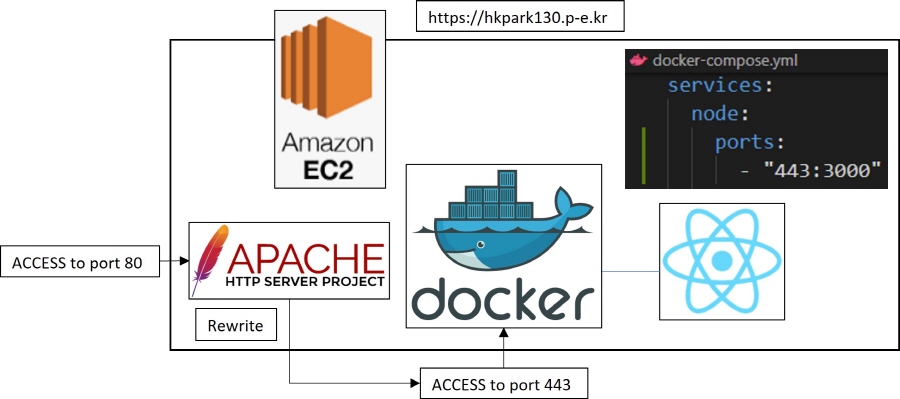 https://hkpark130.p-e.kr
Amazon
EC2
docker-compose.yml
services:
node:
ports:
- "443:3000"
ACCESS to port 80
APACHE
HTTP SERVER PROJECT
docker
Rewrite
ACCESS to port 443